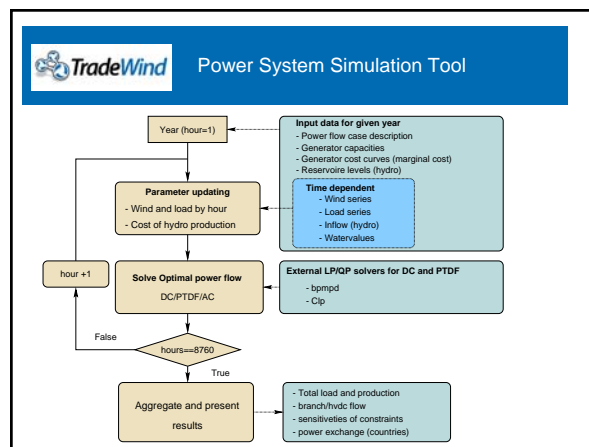 TradeWind
Power System Simulation Tool
Year (hour=1)
Input data for given year
- Power flow case description
- Generator capacities
- Generator cost curves (marginal cost)
- Reservoire levels (hydro)
Time dependent
- Wind series
- Load series
- Inflow (hydro)
- Watervalues
Parameter updating
- Wind and load by hour
- Cost of hydro production
hour +1
Solve Optimal power flow
DC/PTDF/AC
External LP/QP solvers for DC and PTDF
- bpmpd
- Clp
False
hours==8760
True
Aggregate and present
results
- Total load and production
- branch/hvdc flow
- sensitiveties of constraints
- power exchange (countries)